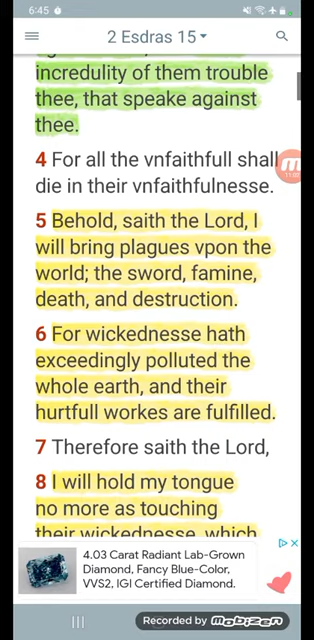 6:45
2 Esdras 15
incredulity of them trouble
thee, that speake against
thee.
4 For all the vnfaithfull shall
die in their vnfaithfulnesse.
5 Behold, saith the Lord, I
will bring plagues vpon the
world; the sword, famine,
death, and destruction.
6 For wickednesse hath
exceedingly polluted the
whole earth, and their
hurtfull workes are fulfilled.
7 Therefore saith the Lord,
8 I will hold my tongue
no more as touching
their wickednesse, which
4.03 Carat Radiant Lab-Grown
Diamond, Fancy Blue-Color,
VVS2, IGI Certified Diamond.
Recorded by Mobizen